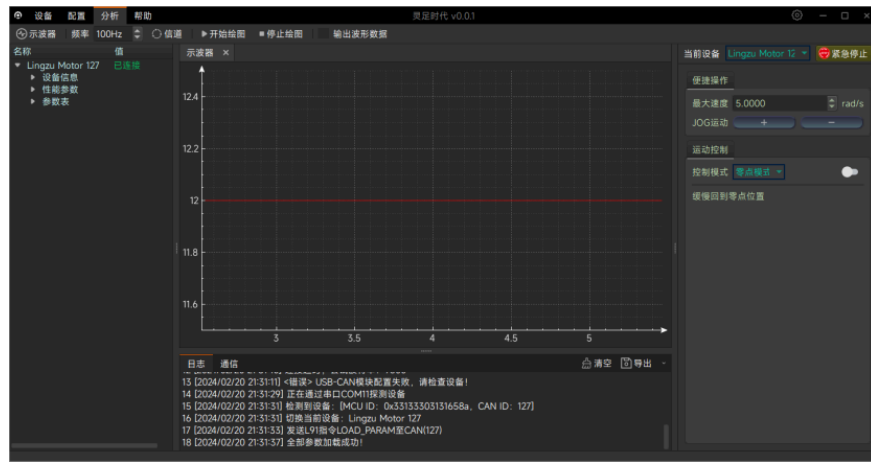 设备 配置 分析 帮助 灵足时代 v0.0.1
示波器 频率 100Hz 信道 开始绘图 停止绘图 输出波形数据
名称 值
Lingzu Motor 127 已连接
设备信息
性能参数
参数表
示波器 ×
12.4
12.2
12
11.8
11.6
3 3.5 4 4.5 5
日志 通信 清空 导出
13 [2024/02/20 21:31:11] <错误> USB-CAN模块配置失败，请检查设备!
14 [2024/02/20 21:31:29] 正在通过串口COM11探测设备
15 [2024/02/20 21:31:31] 检测到设备：[MCU ID：0x33133303131658a，CAN ID：127]
16 [2024/02/20 21:31:31] 切换当前设备：Lingzu Motor 127
17 [2024/02/20 21:31:33] 发送L91指令LOAD_PARAM至CAN(127)
18 [2024/02/20 21:31:37] 全部参数加载成功!
当前设备 Lingzu Motor 12 紧急停止
便捷操作
最大速度 5.0000 rad/s
JOG运动 + −
运动控制
控制模式 零点模式
缓慢回到零点位置